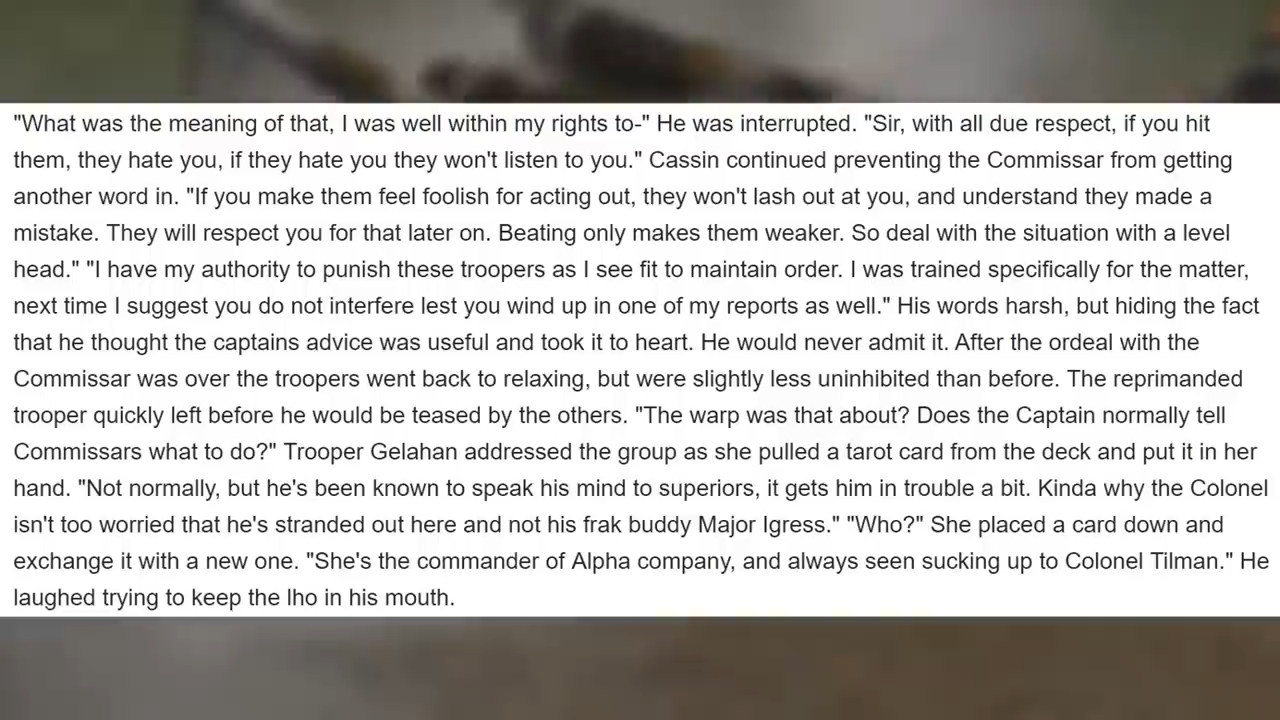 "What was the meaning of that, I was well within my rights to-" He was interrupted. "Sir, with all due respect, if you hit
them, they hate you, if they hate you they won't listen to you." Cassin continued preventing the Commissar from getting
another word in. "If you make them feel foolish for acting out, they won't lash out at you, and understand they made a
mistake. They will respect you for that later on. Beating only makes them weaker. So deal with the situation with a level
head." "I have my authority to punish these troopers as I see fit to maintain order. I was trained specifically for the matter,
next time I suggest you do not interfere lest you wind up in one of my reports as well." His words harsh, but hiding the fact
that he thought the captains advice was useful and took it to heart. He would never admit it. After the ordeal with the
Commissar was over the troopers went back to relaxing, but were slightly less uninhibited than before. The reprimanded
trooper quickly left before he would be teased by the others. "The warp was that about? Does the Captain normally tell
Commissars what to do?" Trooper Gelahan addressed the group as she pulled a tarot card from the deck and put it in her
hand. "Not normally, but he's been known to speak his mind to superiors, it gets him in trouble a bit. Kinda why the Colonel
isn't too worried that he's stranded out here and not his frak buddy Major Igress." "Who?" She placed a card down and
exchange it with a new one. "She's the commander of Alpha company, and always seen sucking up to Colonel Tilman." He
laughed trying to keep the lho in his mouth.